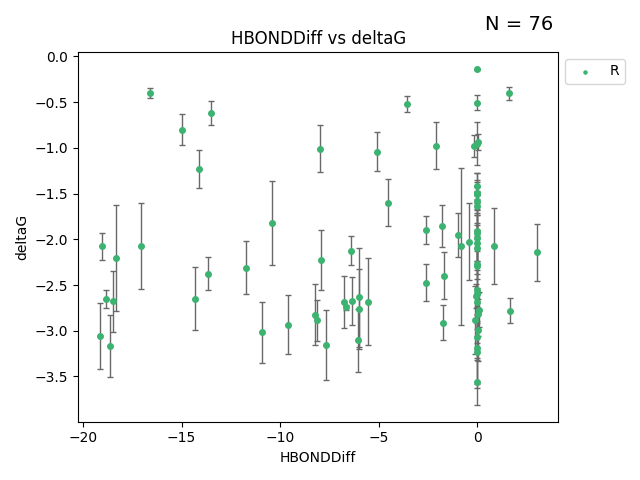 N = 76
HBONDDiff vs deltaG
R
0.0
−0.5
−1.0
−1.5
−2.0
−2.5
−3.0
−3.5
deltaG
−20 −15 −10 −5 0
HBONDDiff